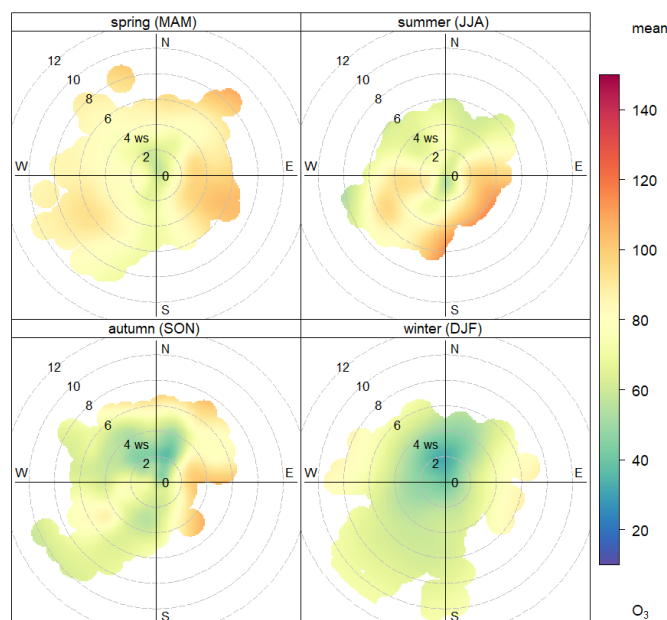 spring (MAM)
summer (JJA)
mean
N
12
10
8
6
4 ws
2
0
W
E
S
N
12
10
8
6
4 ws
2
0
W
E
S
autumn (SON)
winter (DJF)
N
12
10
8
6
4 ws
2
0
W
E
S
N
12
10
8
6
4 ws
2
0
W
E
S
140
120
100
80
60
40
20
O₃